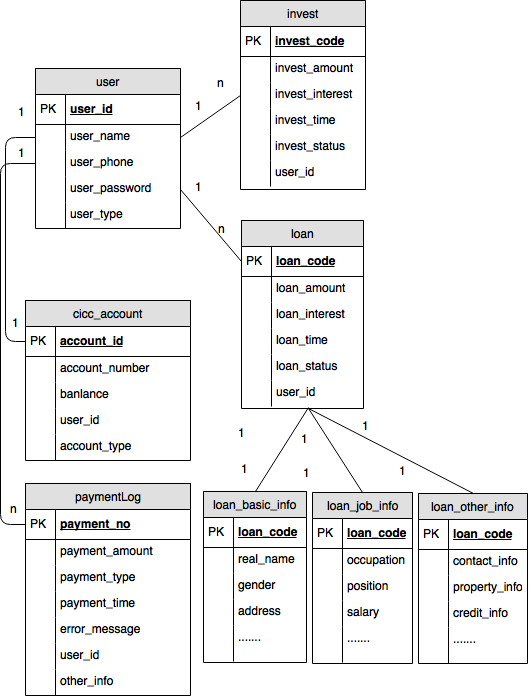 invest
PK invest_code
invest_amount
invest_interest
invest_time
invest_status
user_id
user
PK user_id
user_name
user_phone
user_password
user_type
1
n
1
1
1
n
loan
PK loan_code
loan_amount
loan_interest
loan_time
loan_status
user_id
cicc_account
PK account_id
account_number
banlance
user_id
account_type
1
paymentLog
PK payment_no
payment_amount
payment_type
payment_time
error_message
user_id
other_info
n
1
1
1
1
1
1
loan_basic_info
PK loan_code
real_name
gender
address
.......
loan_job_info
PK loan_code
occupation
position
salary
.......
loan_other_info
PK loan_code
contact_info
property_info
credit_info
.......